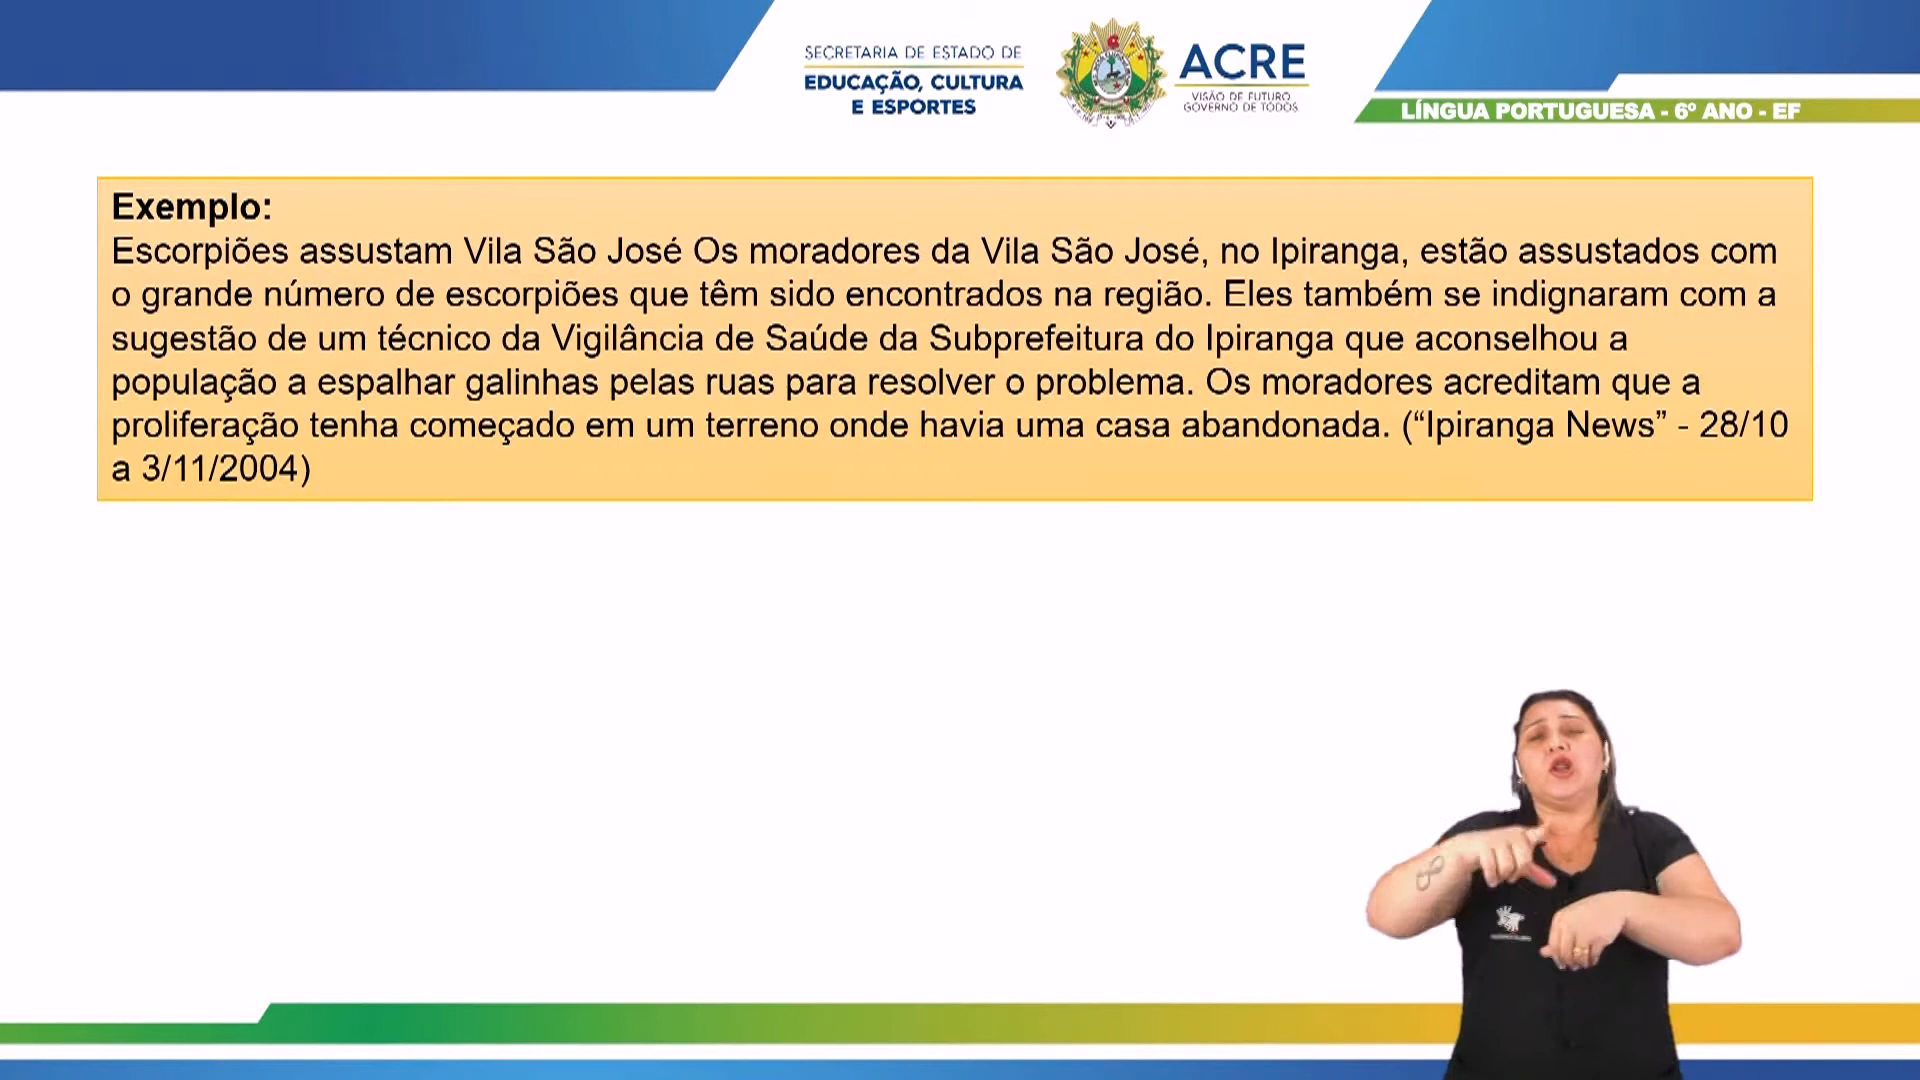 SECRETARIA DE ESTADO DE
EDUCAÇÃO, CULTURA
E ESPORTES
ACRE
VISÃO DE FUTURO
GOVERNO DE TODOS
LÍNGUA PORTUGUESA - 6º ANO - EF
Exemplo:
Escorpiões assustam Vila São José Os moradores da Vila São José, no Ipiranga, estão assustados com
o grande número de escorpiões que têm sido encontrados na região. Eles também se indignaram com a
sugestão de um técnico da Vigilância de Saúde da Subprefeitura do Ipiranga que aconselhou a
população a espalhar galinhas pelas ruas para resolver o problema. Os moradores acreditam que a
proliferação tenha começado em um terreno onde havia uma casa abandonada. (“Ipiranga News” - 28/10
a 3/11/2004)